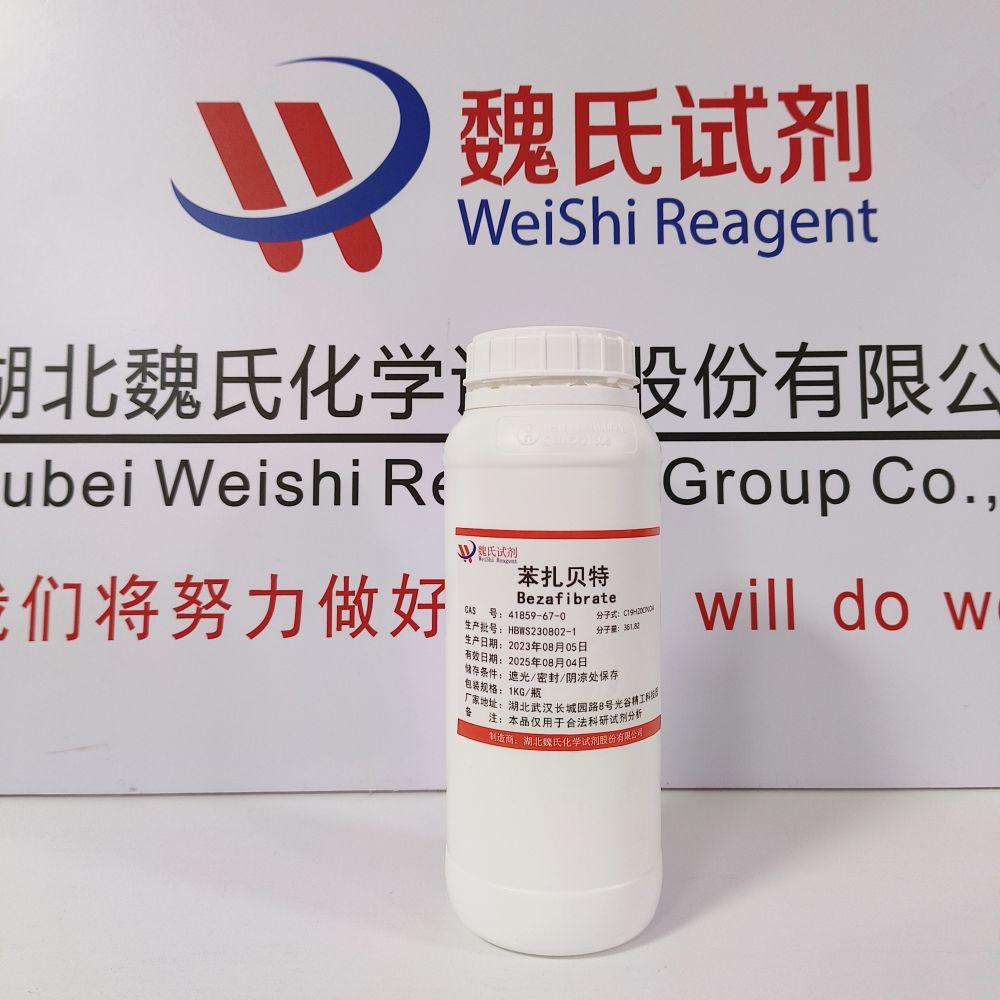 魏氏试剂
WeiShi Reagent
湖北魏氏化学试 股份有限公
ubei Weishi Re Group Co.,
我们将努力做好 will do we
魏氏试剂
WeiShi Reagent
苯扎贝特
Bezafibrate
CAS 号: 41859-67-0 分子式: C19H20ClNO4
生产批号: HBWS230802-1 分子量: 361.82
生产日期: 2023年08月05日
有效日期: 2025年08月04日
储存条件: 遮光/密封/阴凉处保存
包装规格: 1KG/瓶
厂家地址: 湖北武汉长城园路8号光谷精工科技园
备 注: 本品仅用于合法科研试剂分析
制造商: 湖北魏氏化学试剂股份有限公司